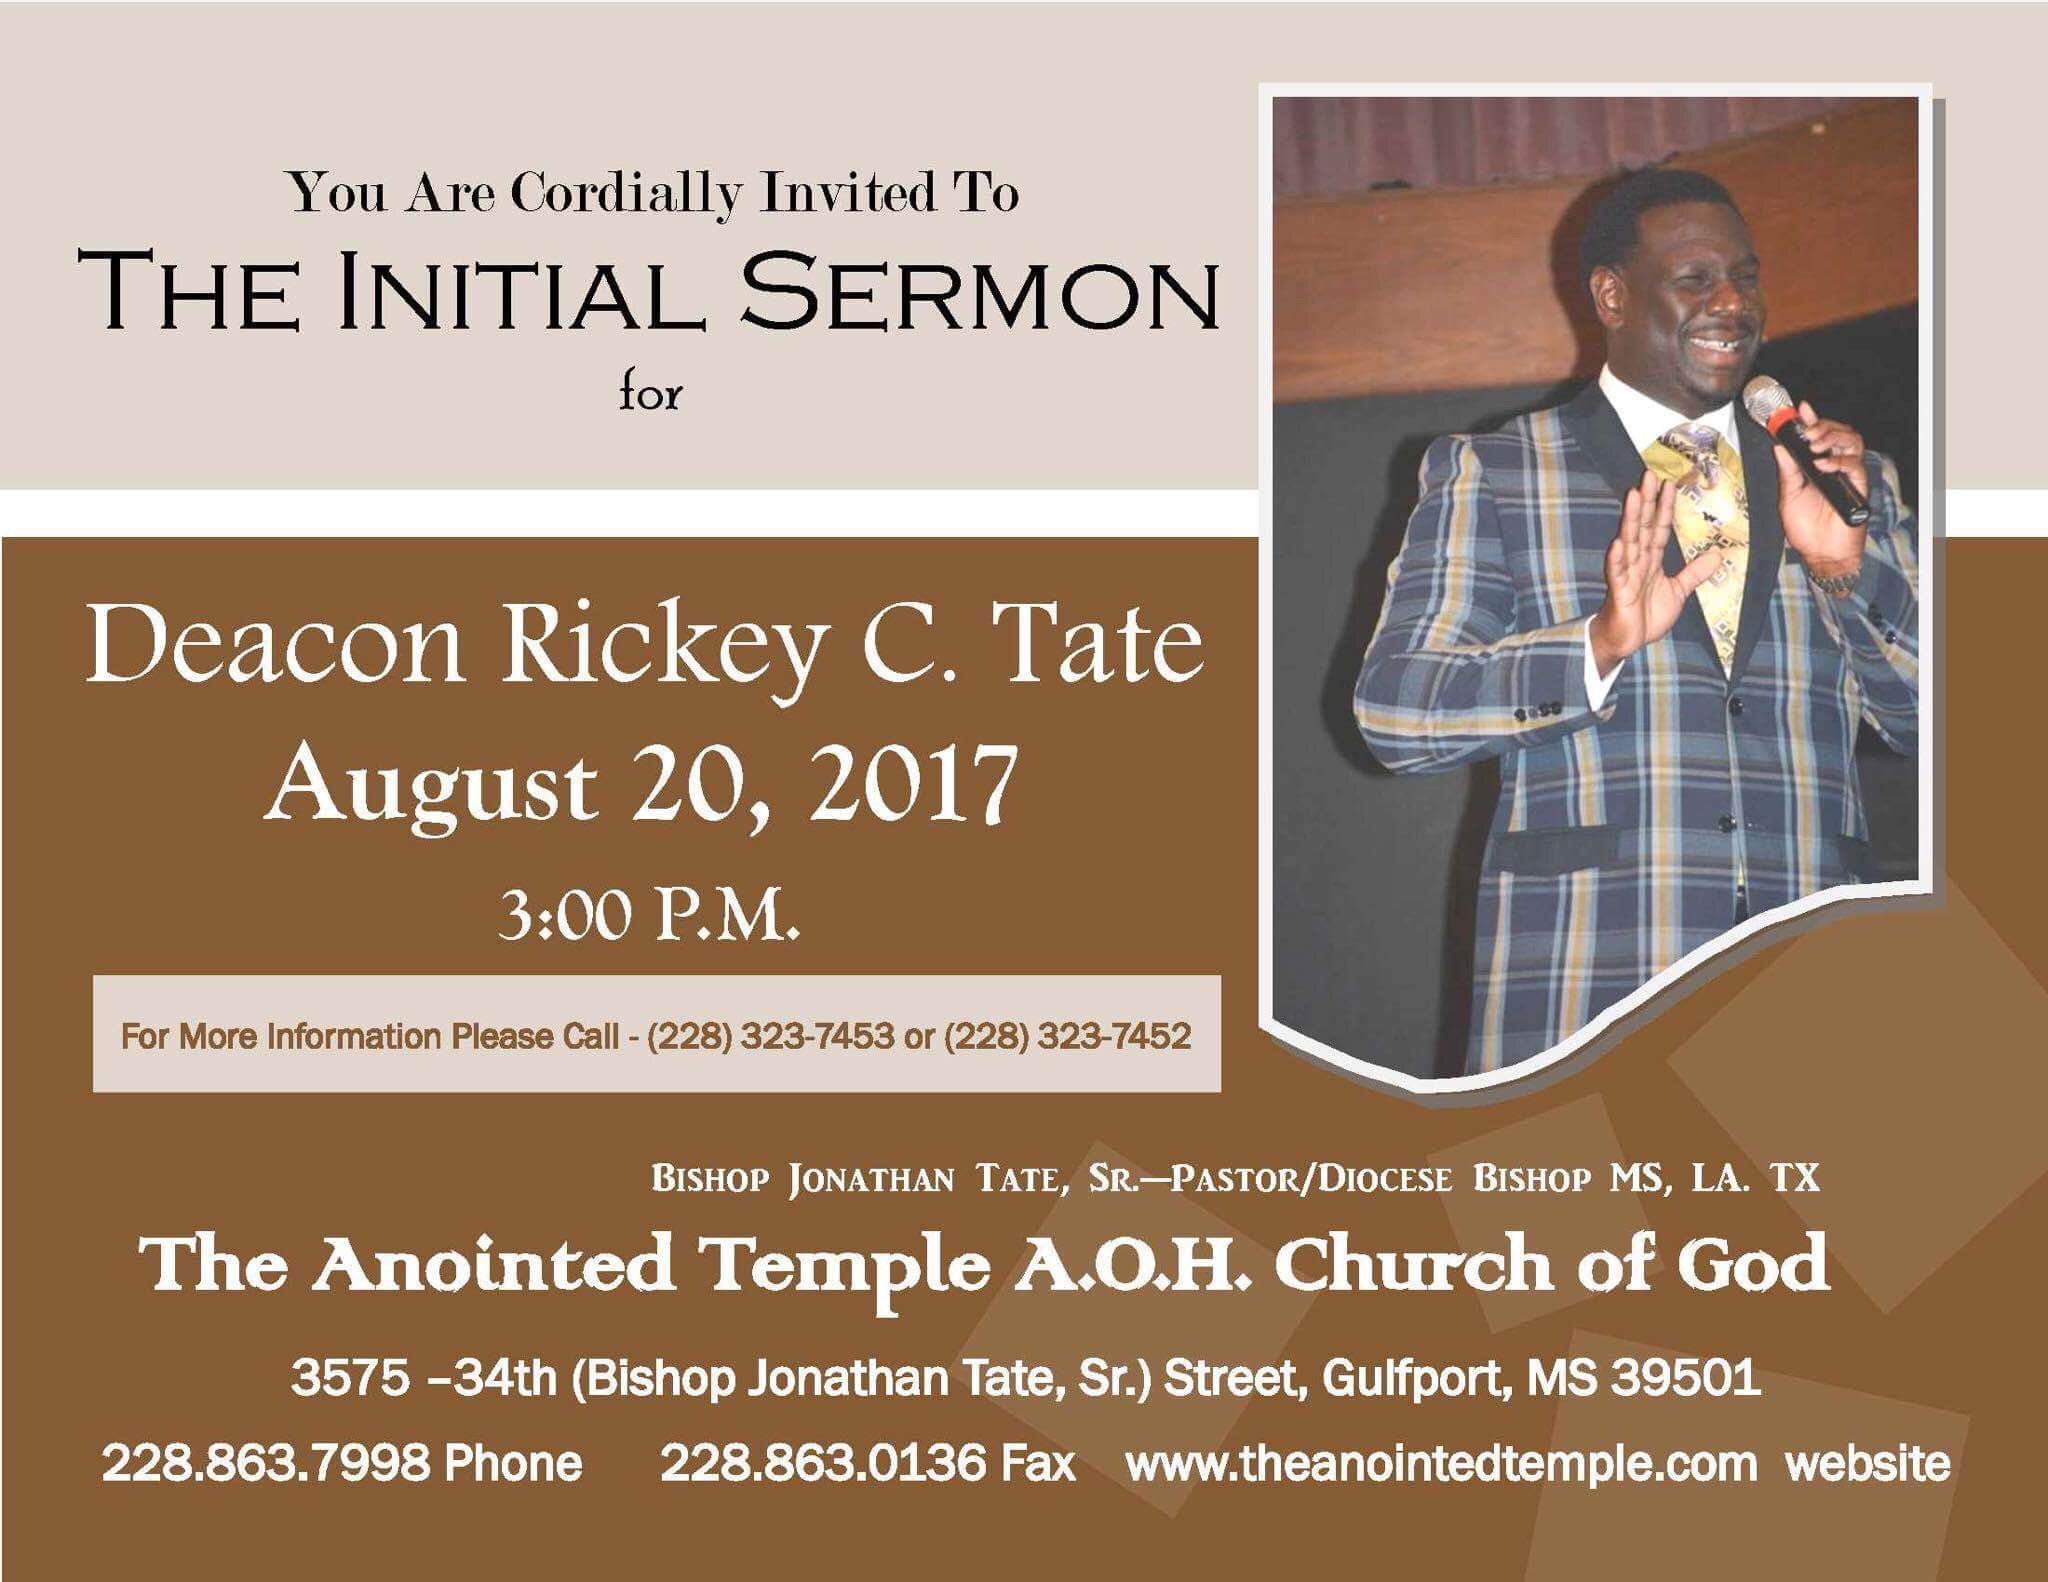 You Are Cordially Invited To
THE INITIAL SERMON
for
Deacon Rickey C. Tate
August 20, 2017
3:00 P.M.
For More Information Please Call - (228) 323-7453 or (228) 323-7452
BISHOP JONATHAN TATE, SR.—PASTOR/DIOCESE BISHOP MS, LA. TX
The Anointed Temple A.O.H. Church of God
3575 –34th (Bishop Jonathan Tate, Sr.) Street, Gulfport, MS 39501
228.863.7998 Phone 228.863.0136 Fax www.theanointedtemple.com website